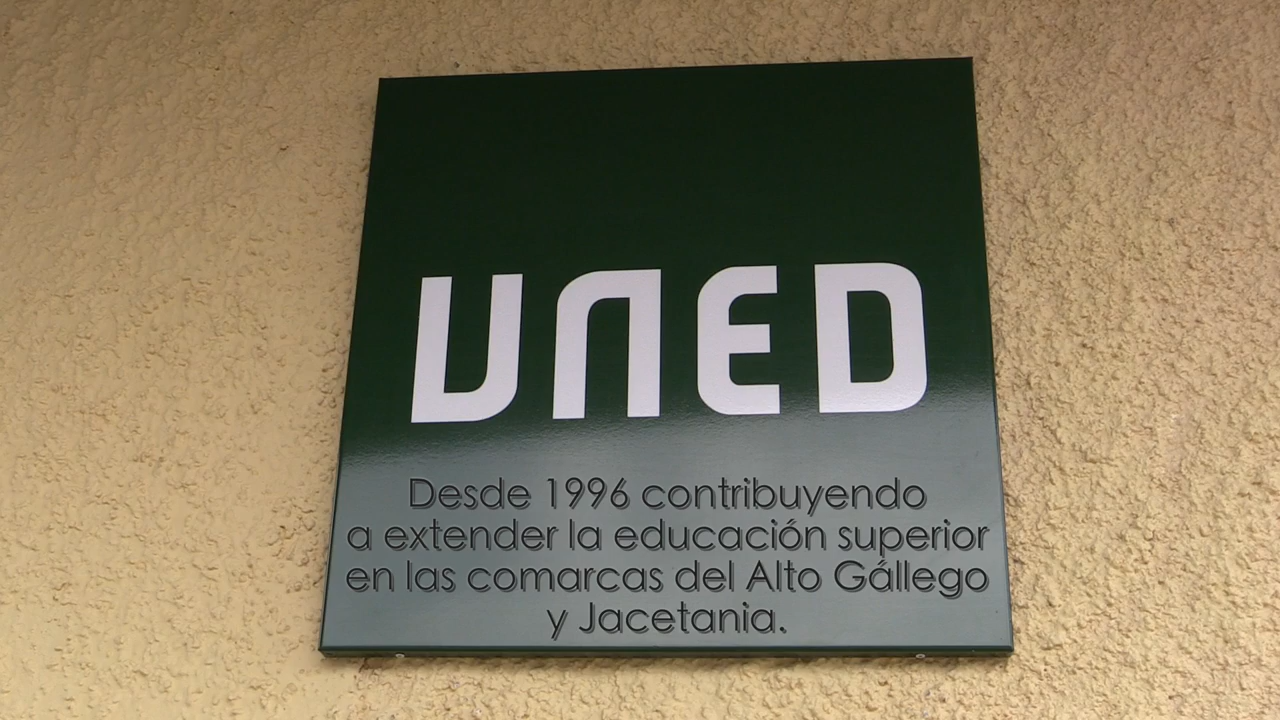 UNED
Desde 1996 contribuyendo
a extender la educación superior
en las comarcas del Alto Gállego
y Jacetania.